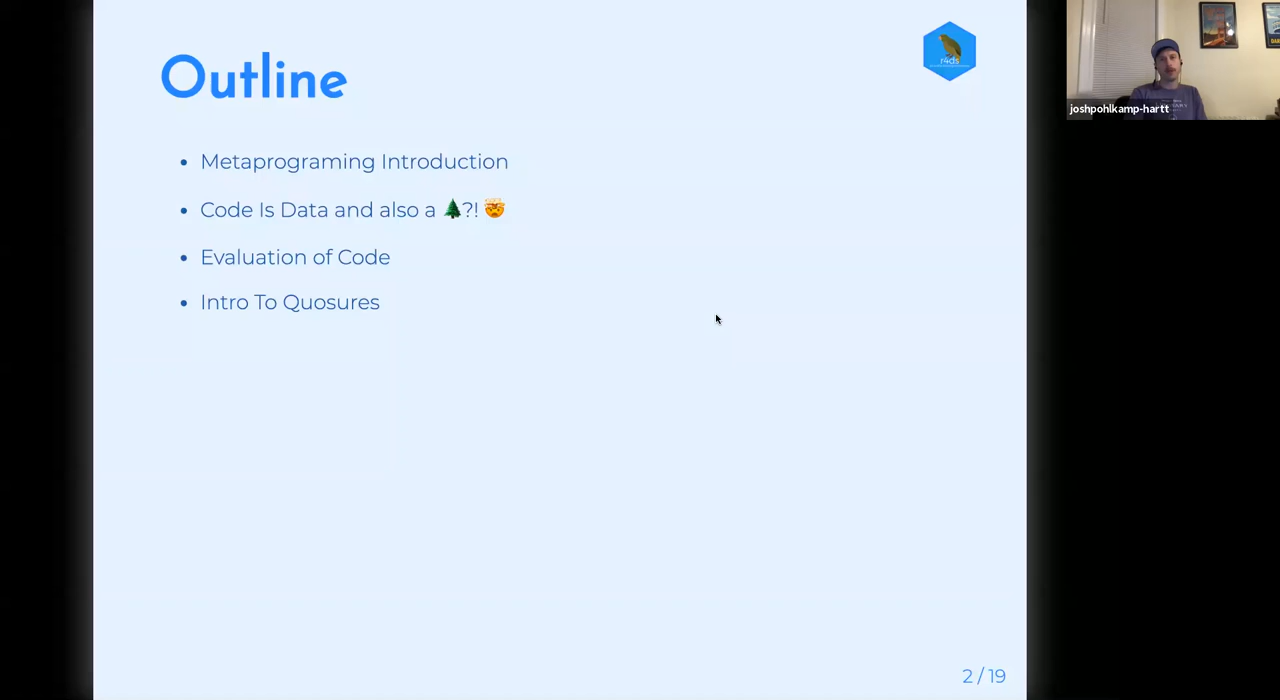 Outline
r4ds
joshpohlkamp-hartt
• Metaprograming Introduction
• Code Is Data and also a 🌲?! 🤯
• Evaluation of Code
• Intro To Quosures
2 / 19